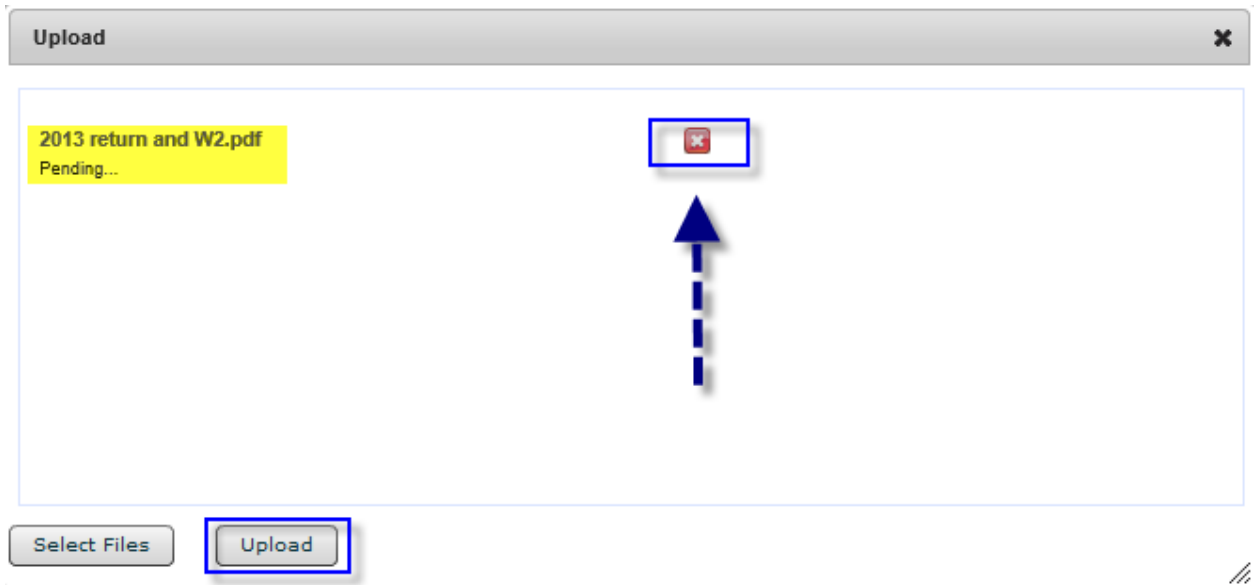 Upload
2013 return and W2.pdf
Pending...
Select Files
Upload